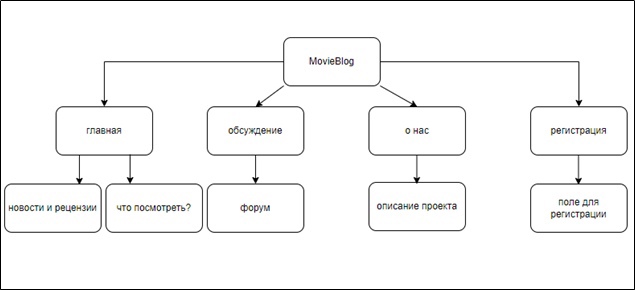 MovieBlog
главная
обсуждение
о нас
регистрация
новости и рецензии
что посмотреть?
форум
описание проекта
поле для
регистрации